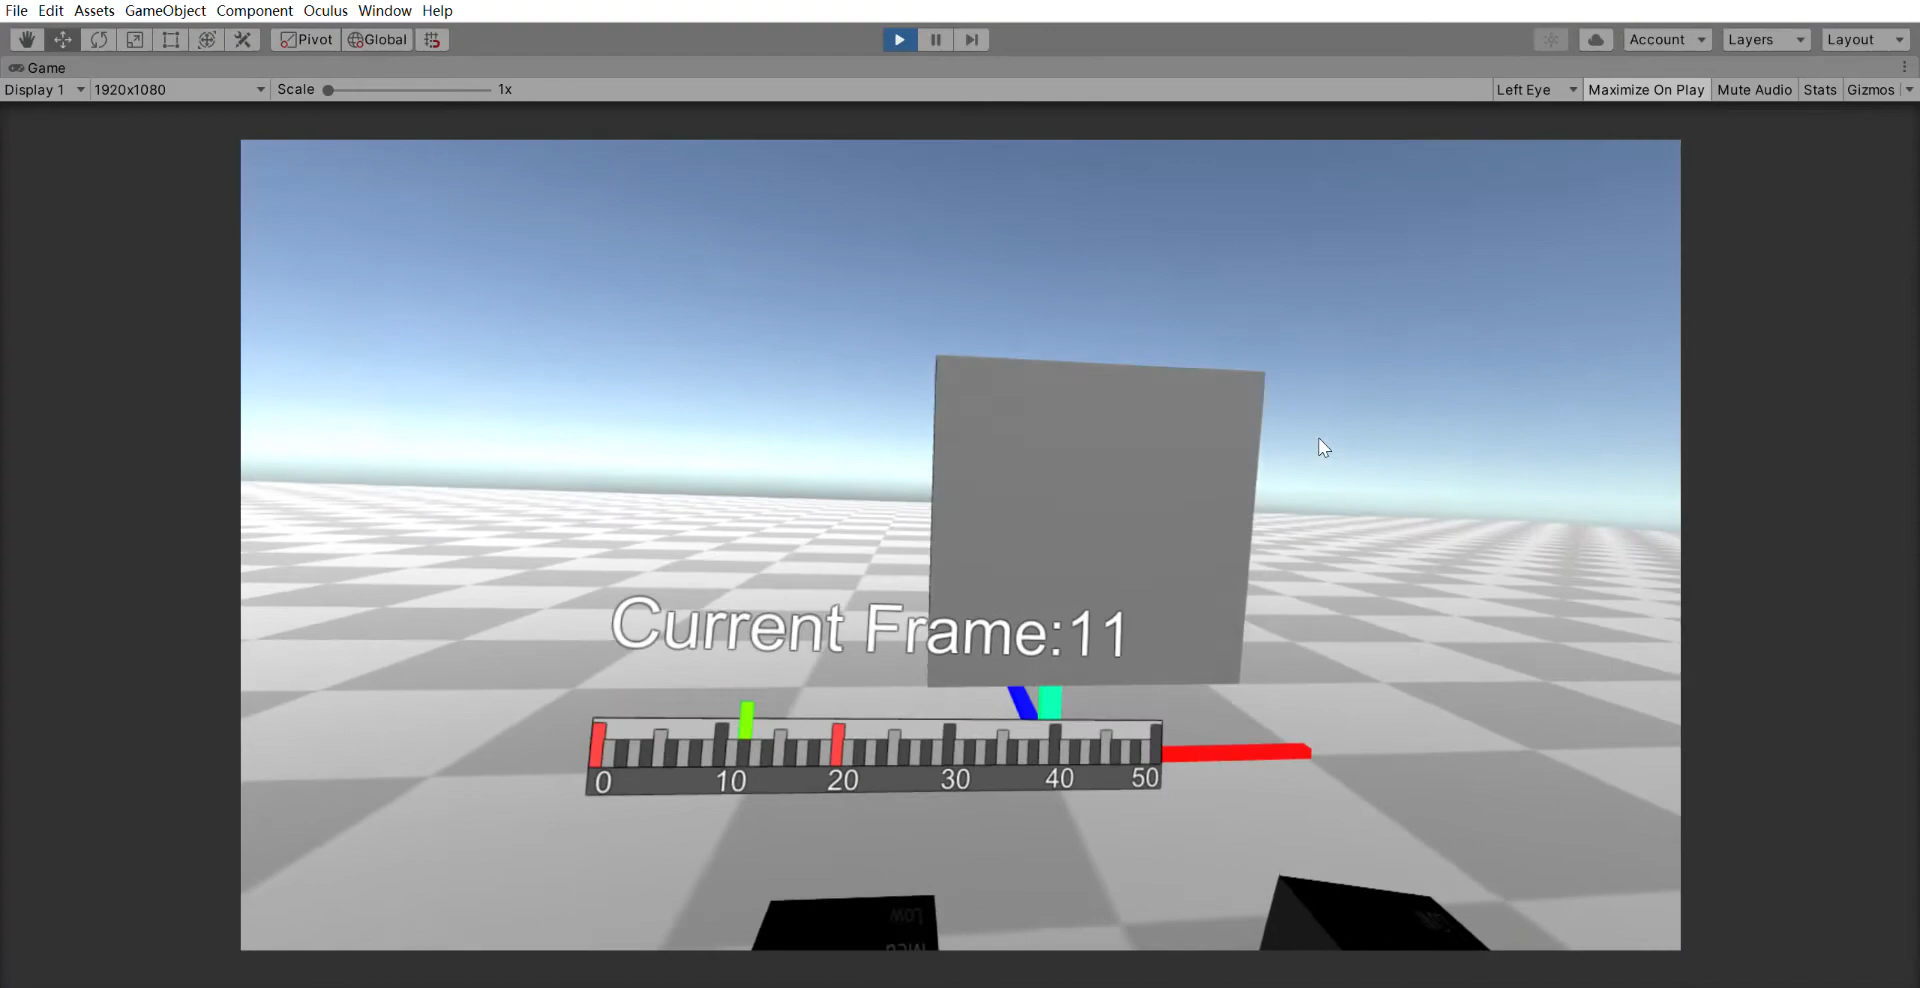 File Edit Assets GameObject Component Oculus Window Help
Pivot Global Account Layers Layout
Game
Display 1 1920x1080 Scale 1x Left Eye Maximize On Play Mute Audio Stats Gizmos
Current Frame:11
0 10 20 30 40 50
Low